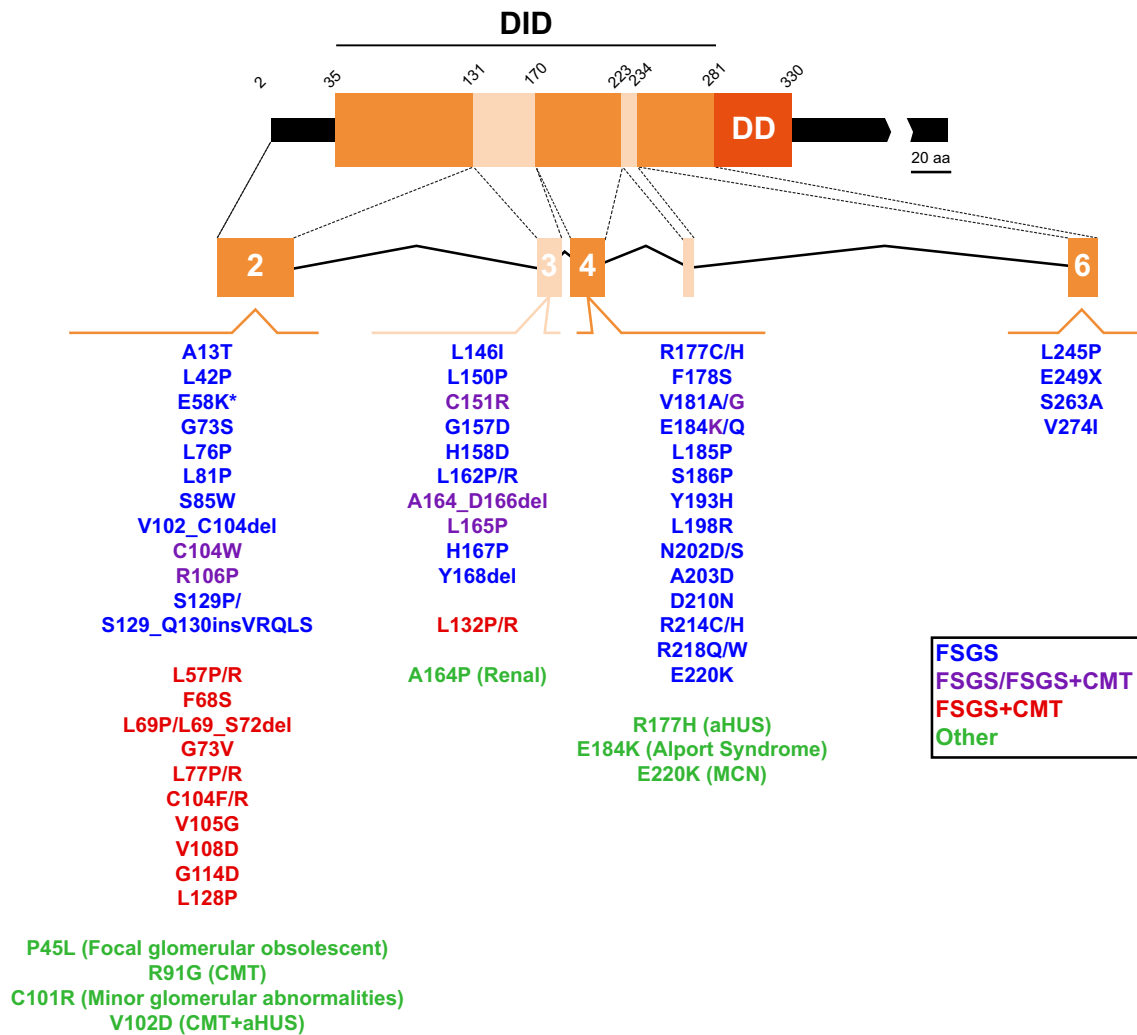 DID
2
35
131
170
223
234
281
330
DD
20 aa
2
3
4
6
A13T
L42P
E58K*
G73S
L76P
L81P
S85W
V102_C104del
C104W
R106P
S129P/
S129_Q130insVRQLS
L57P/R
F68S
L69P/L69_S72del
G73V
L77P/R
C104F/R
V105G
V108D
G114D
L128P
P45L (Focal glomerular obsolescent)
R91G (CMT)
C101R (Minor glomerular abnormalities)
V102D (CMT+aHUS)
L146I
L150P
C151R
G157D
H158D
L162P/R
A164_D166del
L165P
H167P
Y168del
L132P/R
A164P (Renal)
R177C/H
F178S
V181A/G
E184K/Q
L185P
S186P
Y193H
L198R
N202D/S
A203D
D210N
R214C/H
R218Q/W
E220K
R177H (aHUS)
E184K (Alport Syndrome)
E220K (MCN)
L245P
E249X
S263A
V274I
FSGS
FSGS/FSGS+CMT
FSGS+CMT
Other